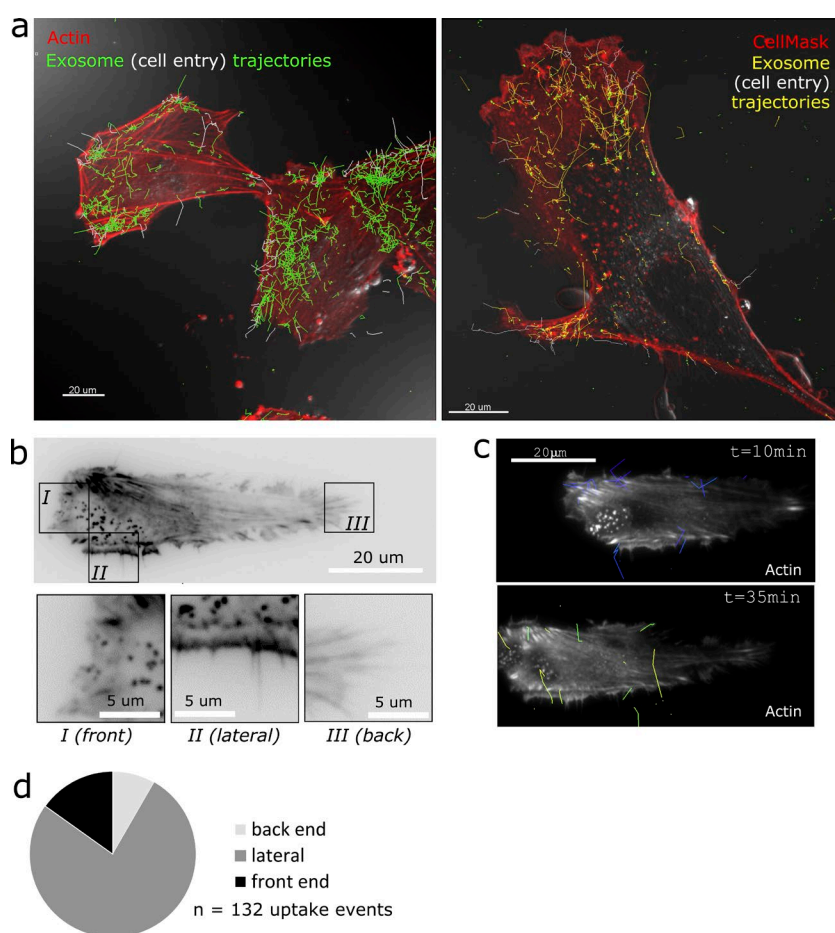 a
Actin
Exosome (cell entry) trajectories
20 um
CellMask
Exosome
(cell entry)
trajectories
20 um
b
I
II
III
20 um
5 um
5 um
5 um
I (front)
II (lateral)
III (back)
c
20µm
t=10min
Actin
t=35min
Actin
d
back end
lateral
front end
n = 132 uptake events